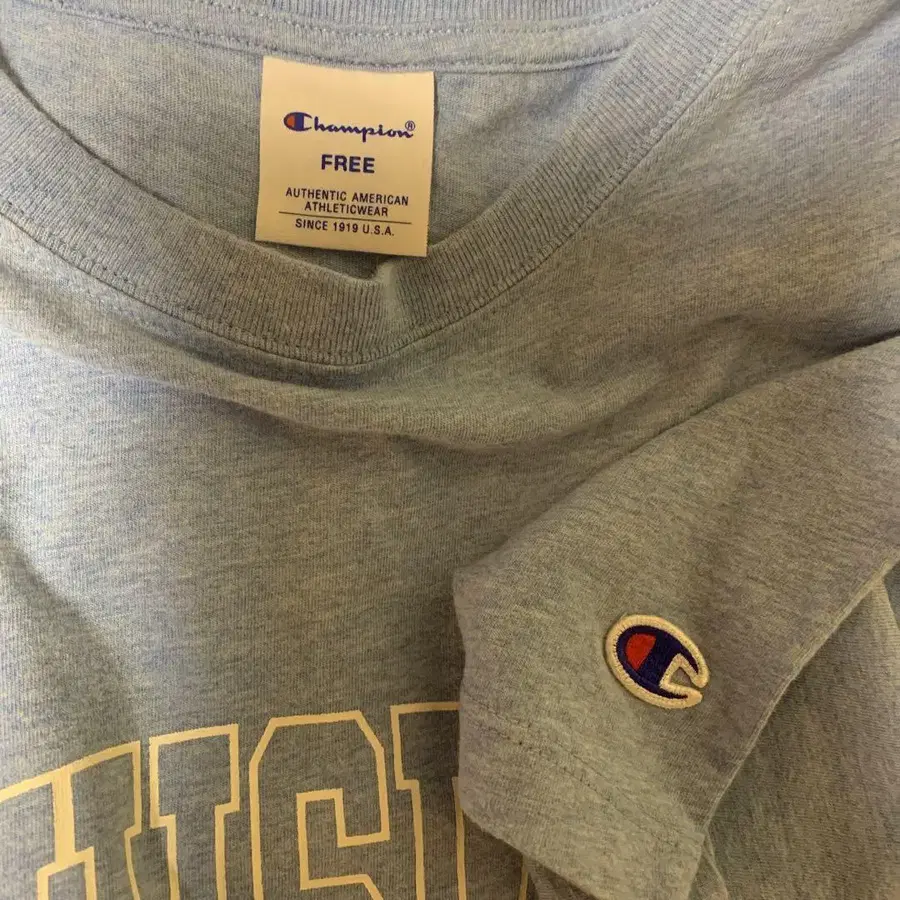 Champion®
FREE
AUTHENTIC AMERICAN
ATHLETICWEAR
SINCE 1919 U.S.A.